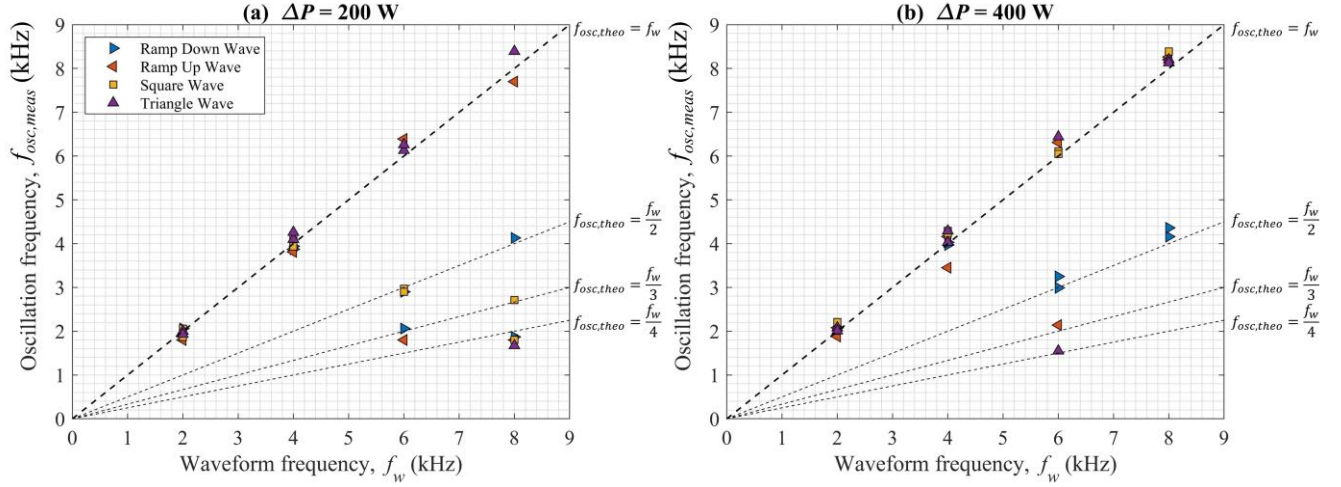 (a) ΔP = 200 W
Oscillation frequency, f_osc,meas (kHz)
9
8
7
6
5
4
3
2
1
0
Ramp Down Wave
Ramp Up Wave
Square Wave
Triangle Wave
f_osc,theo = f_w
f_osc,theo = f_w/2
f_osc,theo = f_w/3
f_osc,theo = f_w/4
0 1 2 3 4 5 6 7 8 9
Waveform frequency, f_w (kHz)
(b) ΔP = 400 W
Oscillation frequency, f_osc,meas (kHz)
9
8
7
6
5
4
3
2
1
0
f_osc,theo = f_w
f_osc,theo = f_w/2
f_osc,theo = f_w/3
f_osc,theo = f_w/4
0 1 2 3 4 5 6 7 8 9
Waveform frequency, f_w (kHz)